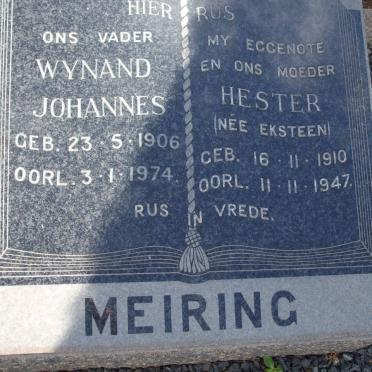 HIER RUS
ONS VADER
WYNAND
JOHANNES
GEB. 23·5·1906
OORL. 3·1·1974.
MY EGGENOTE
EN ONS MOEDER
HESTER
(NÉE EKSTEEN)
GEB. 16·11·1910
OORL. 11·11·1947.
RUS IN VREDE.
MEIRING